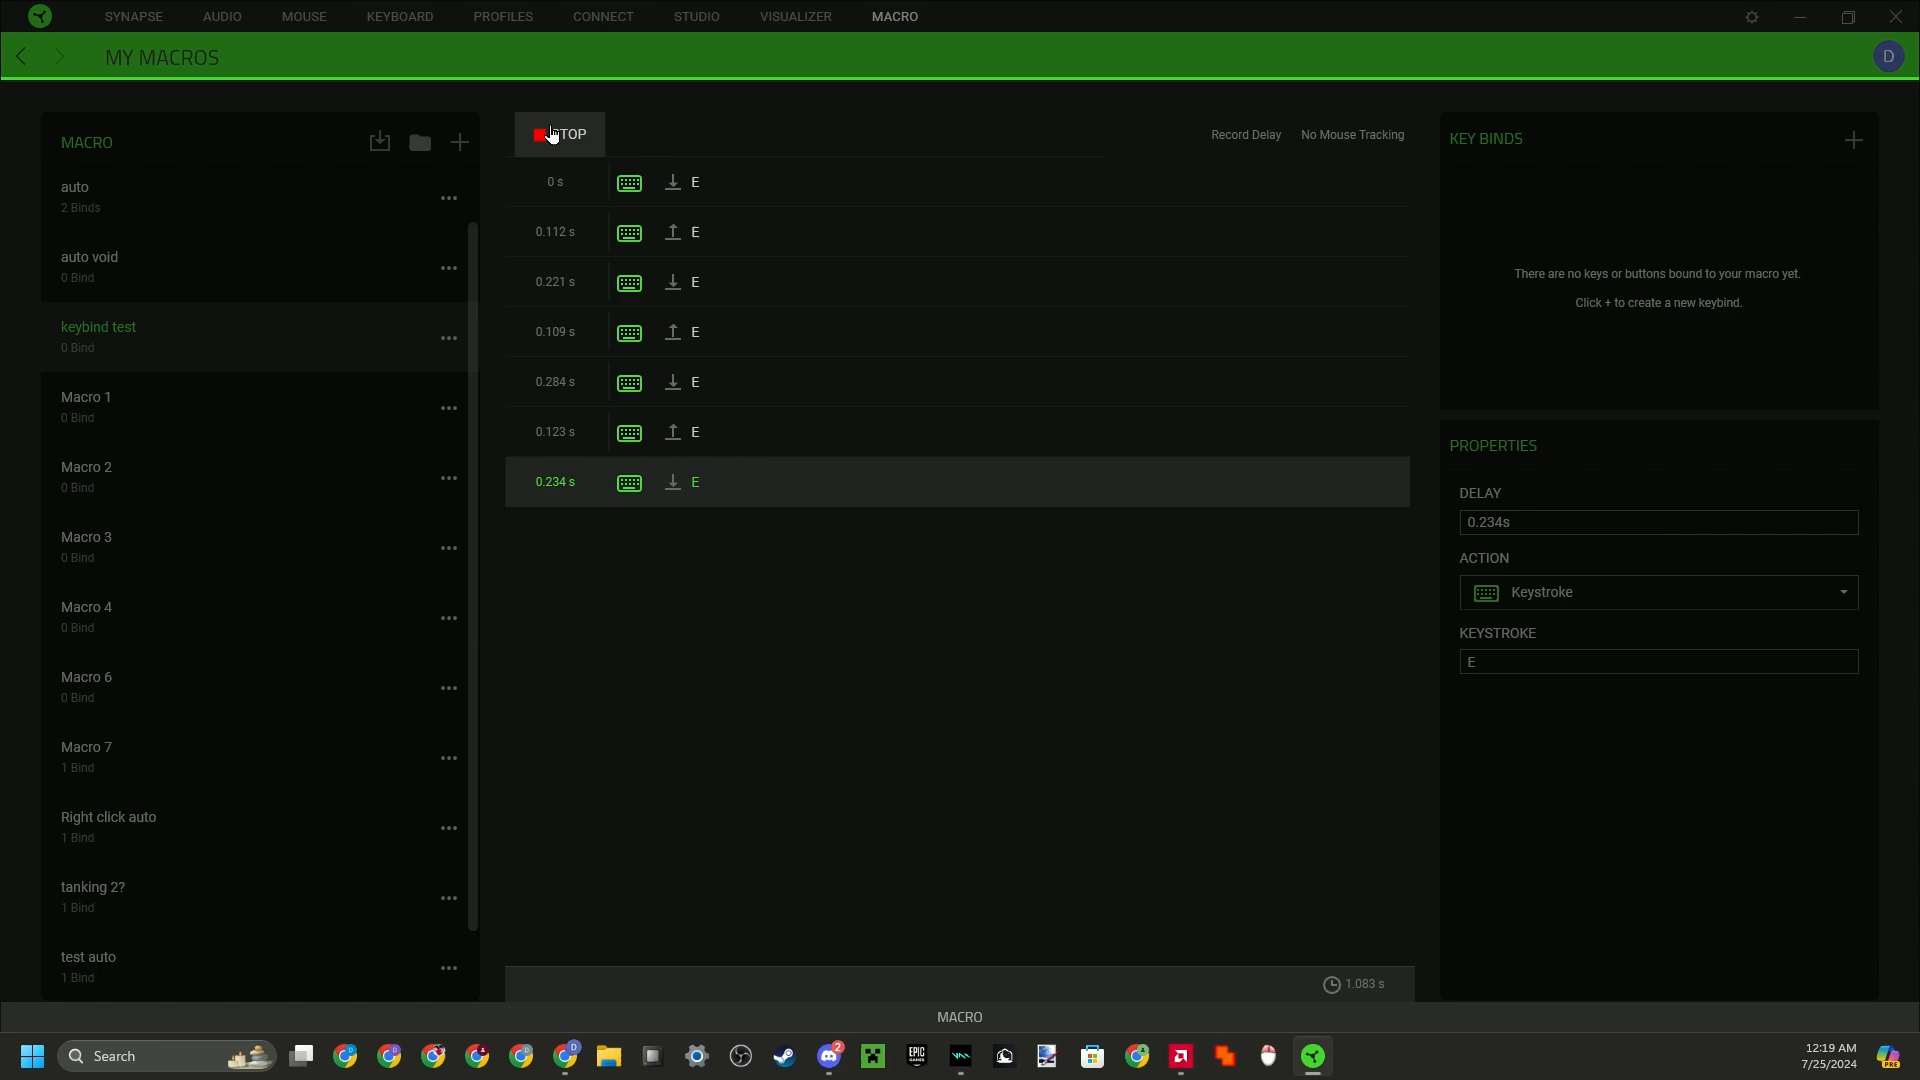 SYNAPSE AUDIO MOUSE KEYBOARD PROFILES CONNECT STUDIO VISUALIZER MACRO
MY MACROS
D
MACRO
auto
2 Binds
auto void
0 Bind
keybind test
0 Bind
Macro 1
0 Bind
Macro 2
0 Bind
Macro 3
0 Bind
Macro 4
0 Bind
Macro 6
0 Bind
Macro 7
1 Bind
Right click auto
1 Bind
tanking 2?
1 Bind
test auto
1 Bind
TOP
Record Delay No Mouse Tracking
0 s E
0.112 s E
0.221 s E
0.109 s E
0.284 s E
0.123 s E
0.234 s E
1.083 s
KEY BINDS
There are no keys or buttons bound to your macro yet.
Click + to create a new keybind.
PROPERTIES
DELAY
0.234s
ACTION
Keystroke
KEYSTROKE
E
MACRO
Search
2
EPIC
GAMES
12:19 AM
7/25/2024
PRE